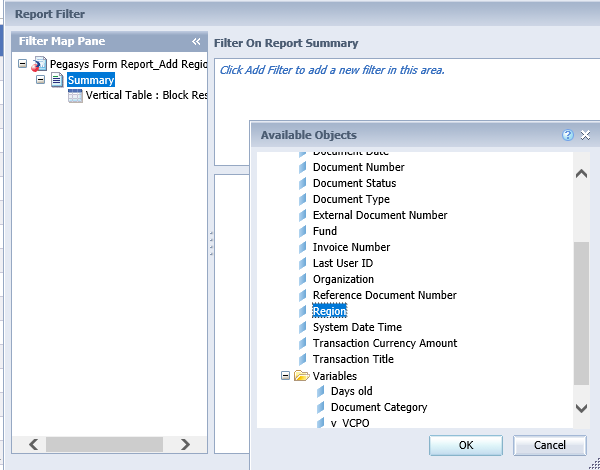 Report Filter
Filter Map Pane «
Filter On Report Summary
Pegasys Form Report_Add Regio
Summary
Vertical Table : Block Res
Click Add Filter to add a new filter in this area.
Available Objects
Document Date
Document Number
Document Status
Document Type
External Document Number
Fund
Invoice Number
Last User ID
Organization
Reference Document Number
Region
System Date Time
Transaction Currency Amount
Transaction Title
Variables
Days old
Document Category
v_VCPO
OK
Cancel